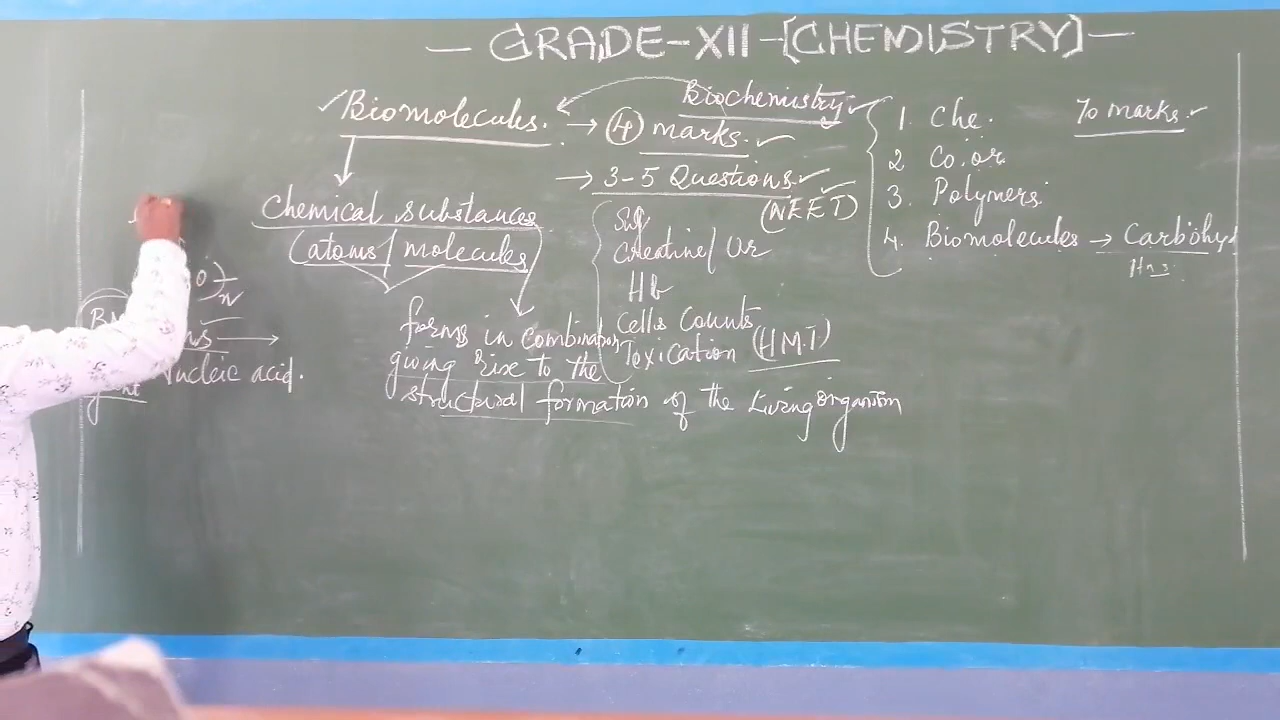 — GRADE-XII-[CHEMISTRY]—
Biomolecules.
→ 4 marks.
→ 3-5 Questions
(NEET)
Biochemistry
1. Che. 70 marks.
2 Co.or.
3. Polymers.
4. Biomolecules → Carbohy
Chemical substances
(atoms/molecules
forms in combination
giving rise to the
structural formation of the Living organism
Creatine/Ur
Hb
Cells Counts
Toxication (H.M.T)
)n
Nucleic acid.